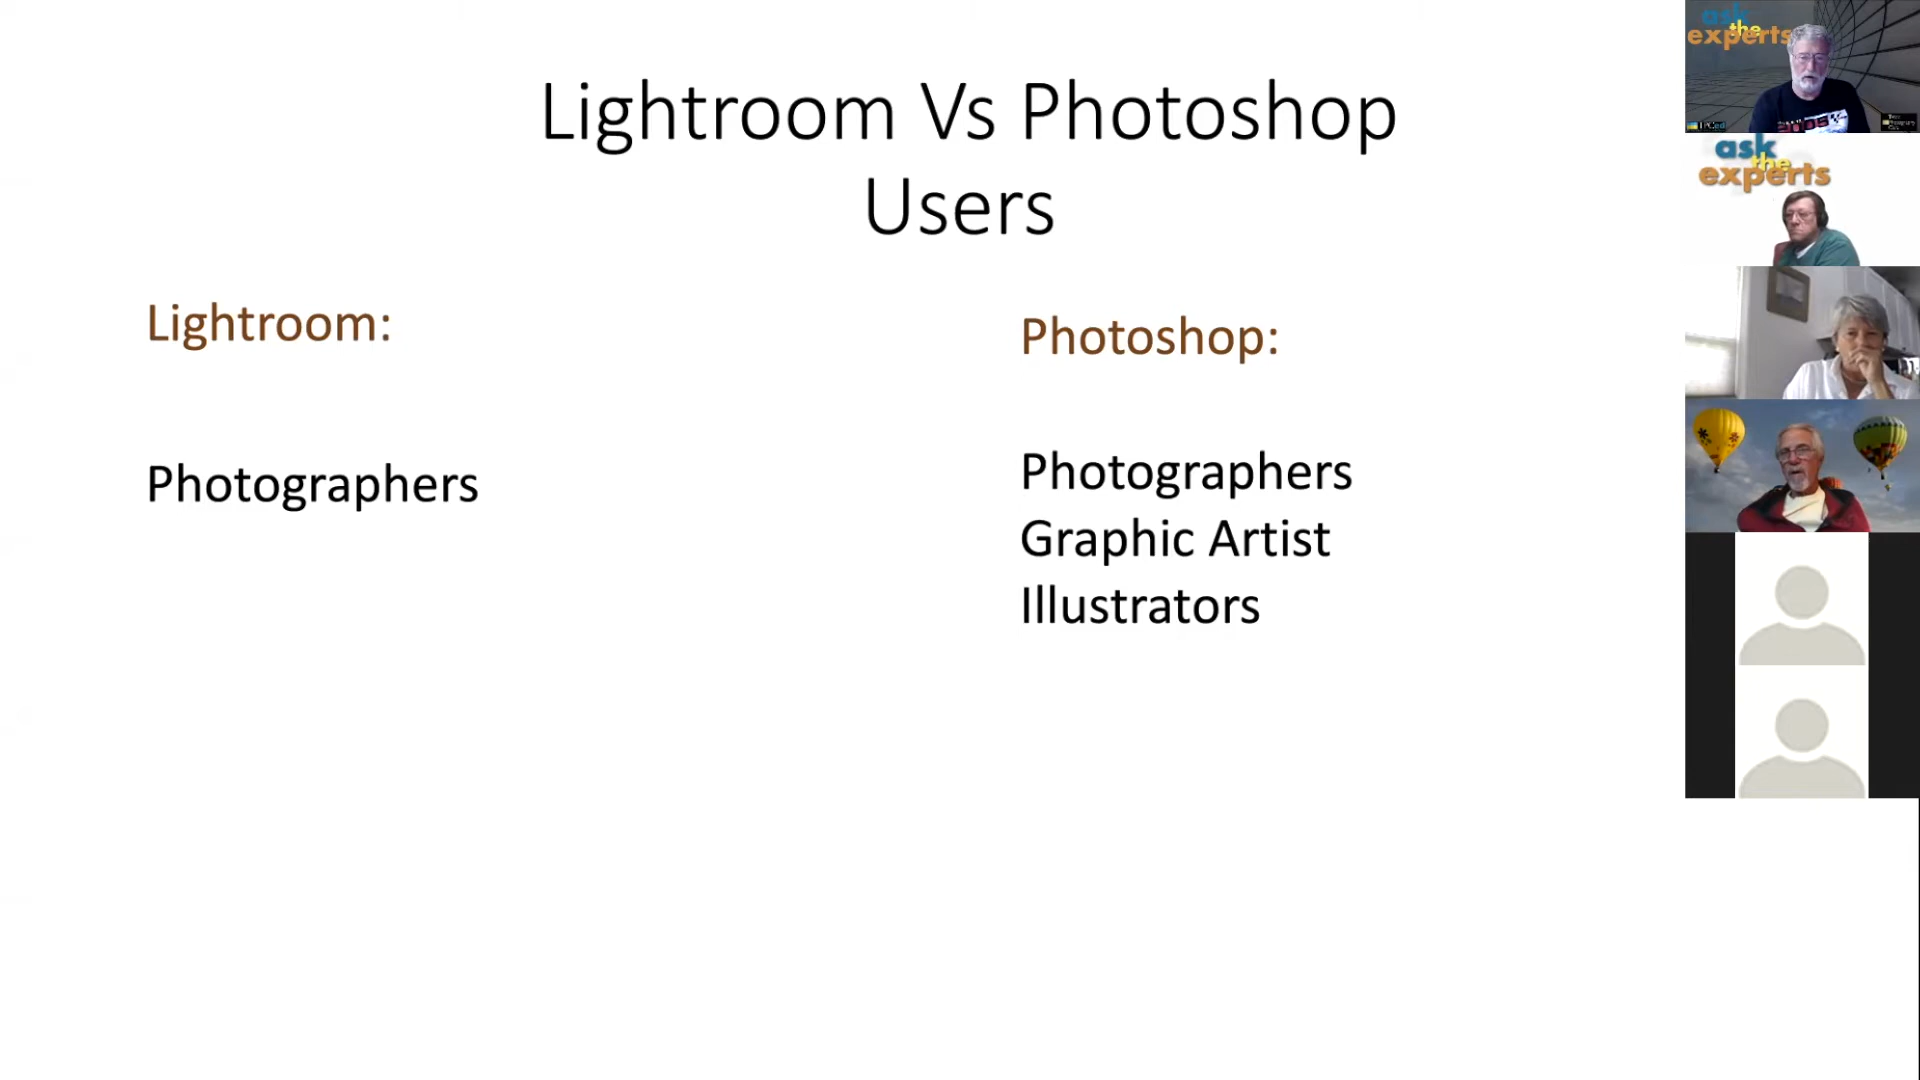 Lightroom Vs Photoshop
Users
Lightroom:
Photographers
Photoshop:
Photographers
Graphic Artist
Illustrators
ask
the
experts
ask
the
experts